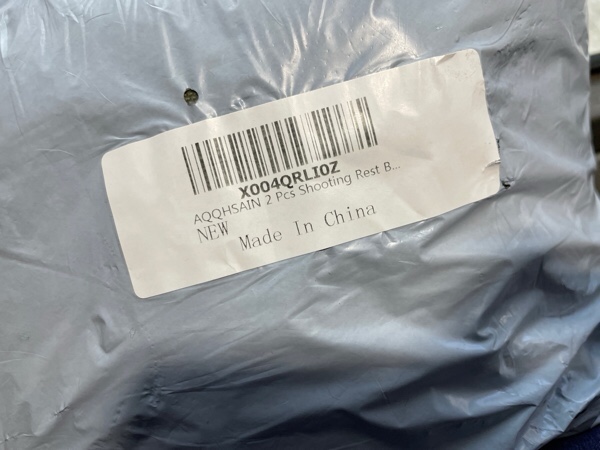 X004QRLI0Z
AQQHSAIN 2 Pcs Shooting Rest B...
NEW
Made In China